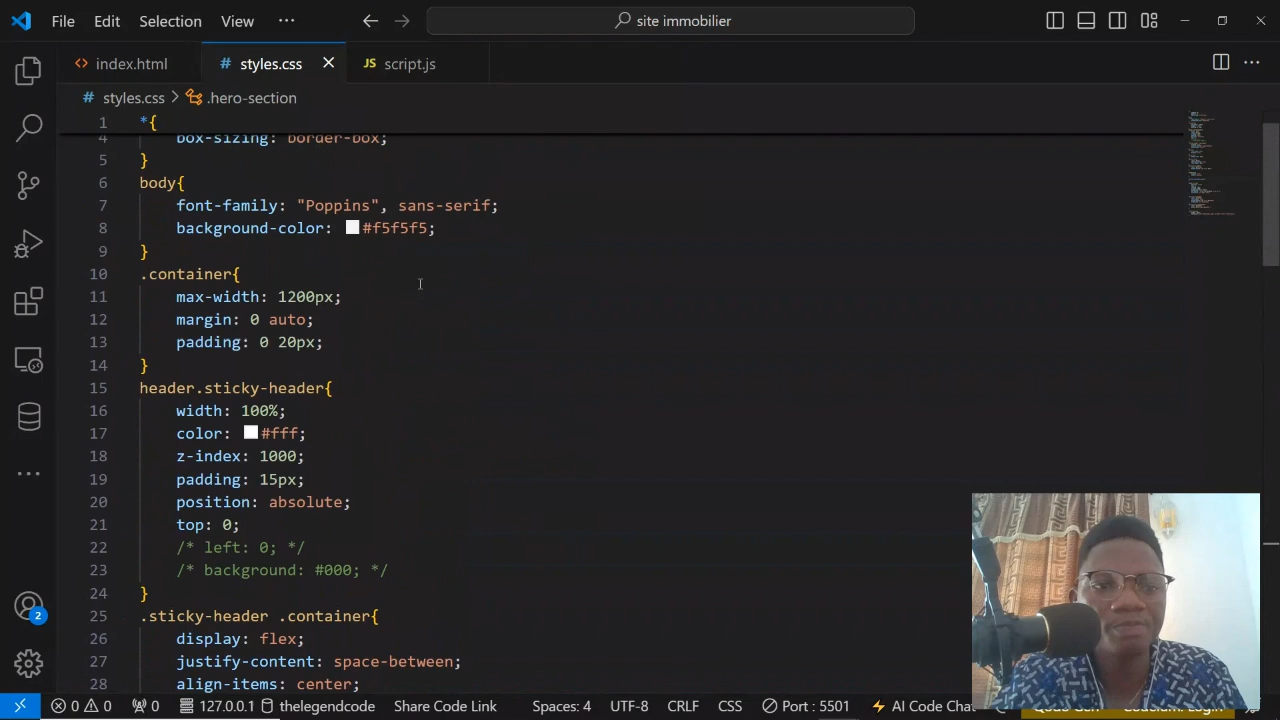 File Edit Selection View ··· site immobilier
index.html # styles.css JS script.js
# styles.css > .hero-section
1 *{
4 box-sizing: border-box;
5 }
6 body{
7 font-family: "Poppins", sans-serif;
8 background-color: #f5f5f5;
9 }
10 .container{
11 max-width: 1200px;
12 margin: 0 auto;
13 padding: 0 20px;
14 }
15 header.sticky-header{
16 width: 100%;
17 color: #fff;
18 z-index: 1000;
19 padding: 15px;
20 position: absolute;
21 top: 0;
22 /* left: 0; */
23 /* background: #000; */
24 }
25 .sticky-header .container{
26 display: flex;
27 justify-content: space-between;
28 align-items: center;
2
0 0 0 127.0.0.1 thelegendcode Share Code Link Spaces: 4 UTF-8 CRLF CSS Port : 5501 AI Code Chat